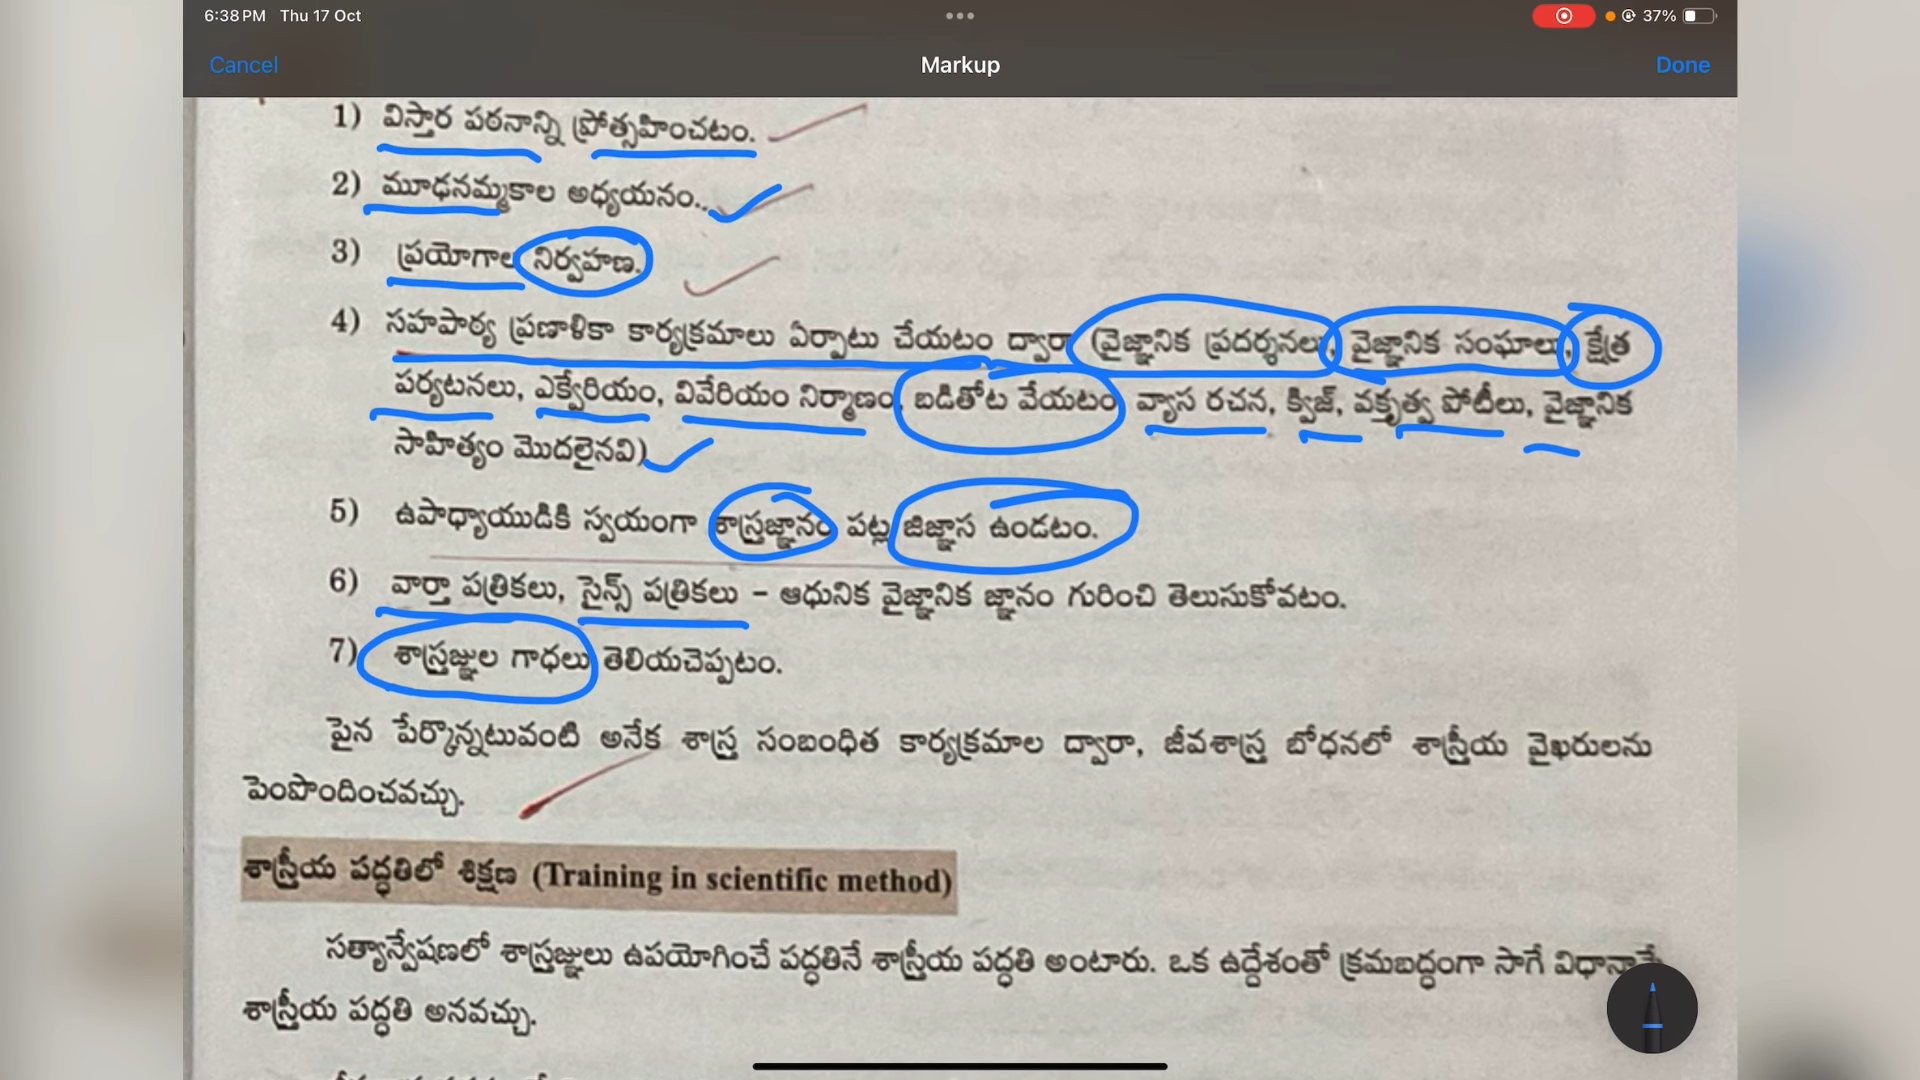 6:38 PM Thu 17 Oct
37%
Cancel
Markup
Done
1) విస్తార పఠనాన్ని ప్రోత్సహించటం.
2) మూఢనమ్మకాల అధ్యయనం..
3) ప్రయోగాల నిర్వహణ.
4) సహపాఠ్య ప్రణాళికా కార్యక్రమాలు ఏర్పాటు చేయటం ద్వారా (వైజ్ఞానిక ప్రదర్శనలు, వైజ్ఞానిక సంఘాలు, క్షేత్ర
పర్యటనలు, ఎక్వేరియం, వివేరియం నిర్మాణం, బడితోట వేయటం వ్యాస రచన, క్విజ్, వక్తృత్వ పోటీలు, వైజ్ఞానిక
సాహిత్యం మొదలైనవి)
5) ఉపాధ్యాయుడికి స్వయంగా శాస్త్రజ్ఞానం పట్ల జిజ్ఞాస ఉండటం.
6) వార్తా పత్రికలు, సైన్స్ పత్రికలు – ఆధునిక వైజ్ఞానిక జ్ఞానం గురించి తెలుసుకోవటం.
7) శాస్త్రజ్ఞుల గాధలు తెలియచెప్పటం.
పైన పేర్కొన్నటువంటి అనేక శాస్త్ర సంబంధిత కార్యక్రమాల ద్వారా, జీవశాస్త్ర బోధనలో శాస్త్రీయ వైఖరులను
పెంపొందించవచ్చు.
శాస్త్రీయ పద్ధతిలో శిక్షణ (Training in scientific method)
సత్యాన్వేషణలో శాస్త్రజ్ఞులు ఉపయోగించే పద్ధతినే శాస్త్రీయ పద్ధతి అంటారు. ఒక ఉద్దేశంతో క్రమబద్ధంగా సాగే విధానాన్నే
శాస్త్రీయ పద్ధతి అనవచ్చు.